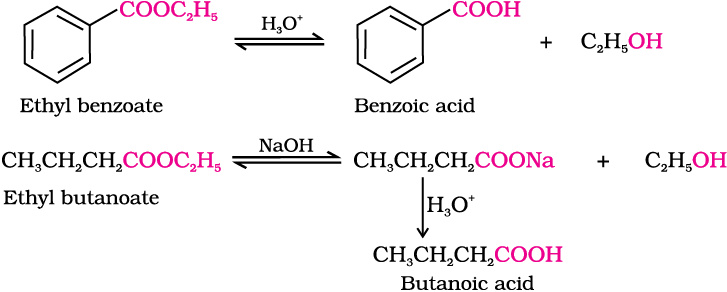 COOC₂H₅ H₃O⁺ COOH + C₂H₅OH
Ethyl benzoate Benzoic acid
CH₃CH₂CH₂COOC₂H₅ NaOH CH₃CH₂CH₂COONa + C₂H₅OH
Ethyl butanoate
H₃O⁺
CH₃CH₂CH₂COOH
Butanoic acid